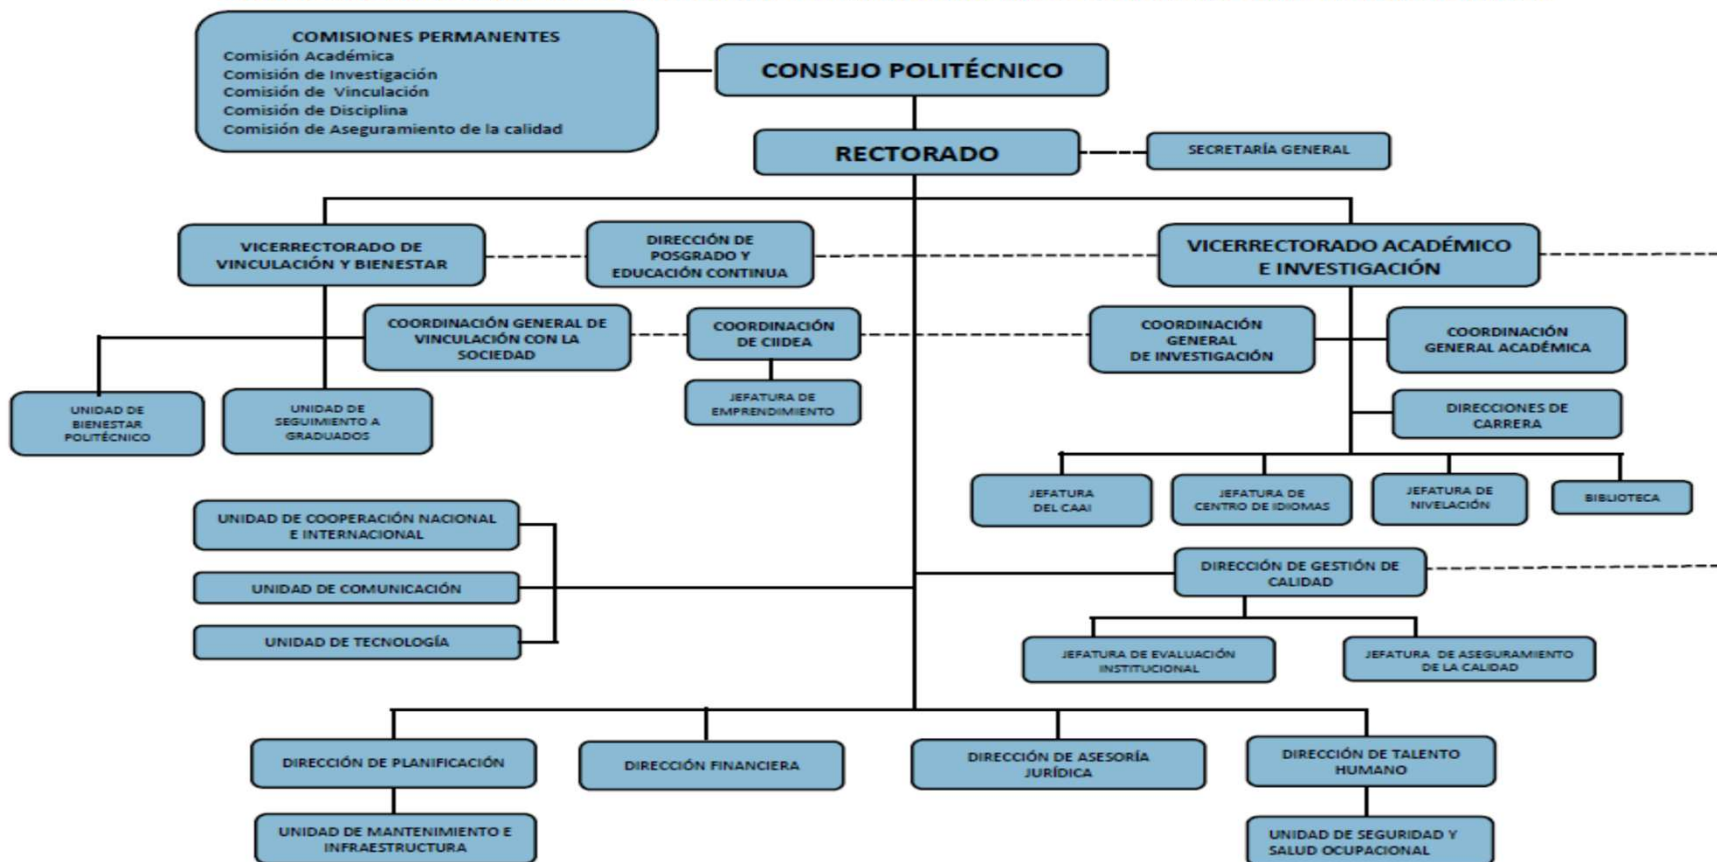 COMISIONES PERMANENTES
Comisión Académica
Comisión de Investigación
Comisión de Vinculación
Comisión de Disciplina
Comisión de Aseguramiento de la calidad
CONSEJO POLITÉCNICO
RECTORADO
SECRETARÍA GENERAL
VICERRECTORADO DE
VINCULACIÓN Y BIENESTAR
DIRECCIÓN DE
POSGRADO Y
EDUCACIÓN CONTINUA
VICERRECTORADO ACADÉMICO
E INVESTIGACIÓN
COORDINACIÓN GENERAL DE
VINCULACIÓN CON LA
SOCIEDAD
COORDINACIÓN
DE CIIDEA
COORDINACIÓN
GENERAL
DE INVESTIGACIÓN
COORDINACIÓN
GENERAL ACADÉMICA
UNIDAD DE
BIENESTAR
POLITÉCNICO
UNIDAD DE
SEGUIMIENTO A
GRADUADOS
JEFATURA DE
EMPRENDIMIENTO
DIRECCIONES DE
CARRERA
JEFATURA
DEL CAAI
JEFATURA DE
CENTRO DE IDIOMAS
JEFATURA DE
NIVELACIÓN
BIBLIOTECA
UNIDAD DE COOPERACIÓN NACIONAL
E INTERNACIONAL
UNIDAD DE COMUNICACIÓN
UNIDAD DE TECNOLOGÍA
DIRECCIÓN DE GESTIÓN DE
CALIDAD
JEFATURA DE EVALUACIÓN
INSTITUCIONAL
JEFATURA DE ASEGURAMIENTO
DE LA CALIDAD
DIRECCIÓN DE PLANIFICACIÓN
DIRECCIÓN FINANCIERA
DIRECCIÓN DE ASESORÍA
JURÍDICA
DIRECCIÓN DE TALENTO
HUMANO
UNIDAD DE MANTENIMIENTO E
INFRAESTRUCTURA
UNIDAD DE SEGURIDAD Y
SALUD OCUPACIONAL